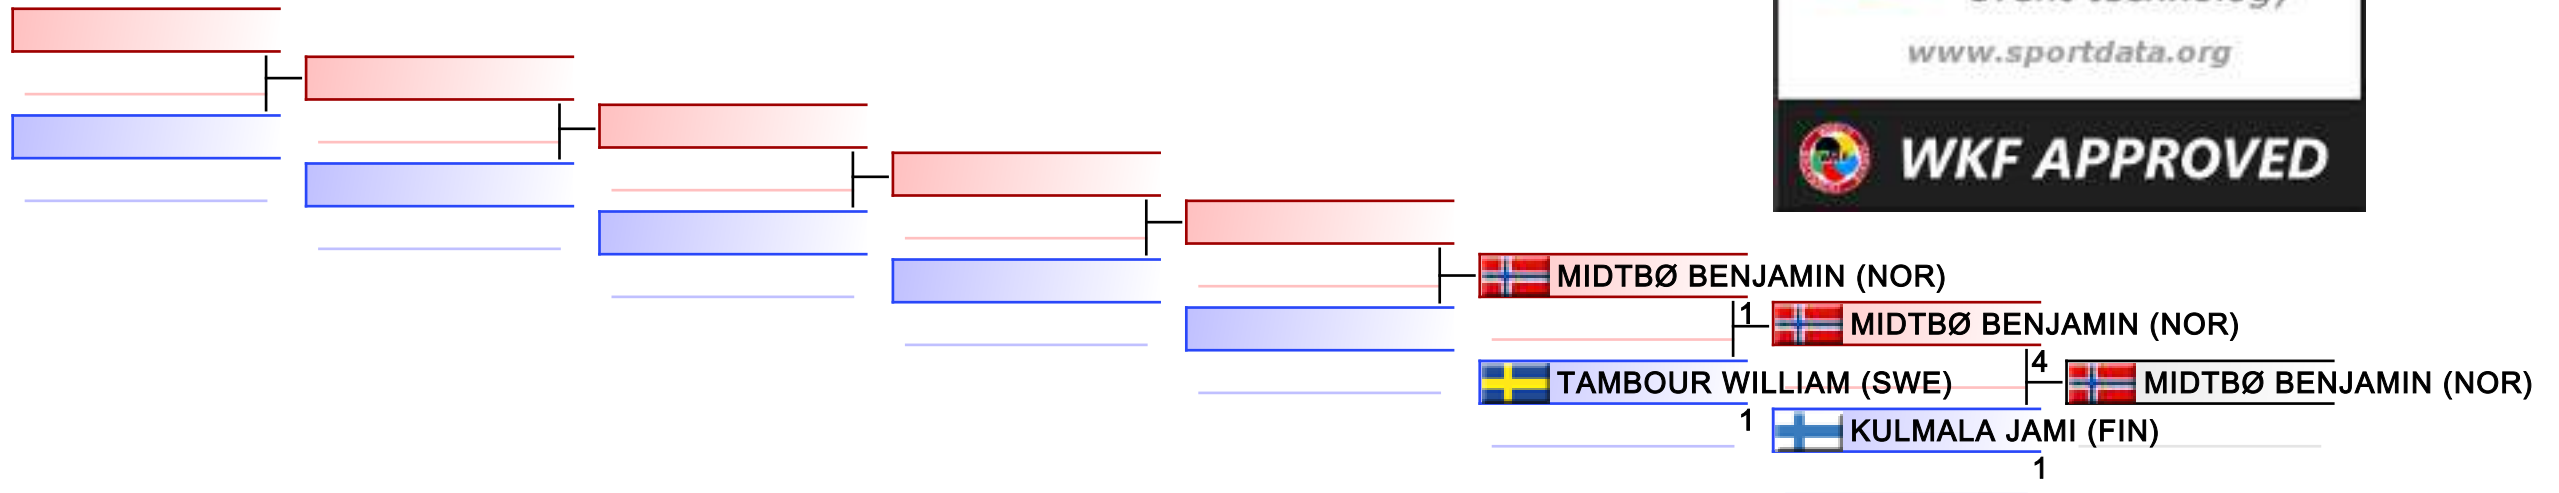 www.sportdata.org
WKF APPROVED
MIDTBØ BENJAMIN (NOR)
1
MIDTBØ BENJAMIN (NOR)
4
TAMBOUR WILLIAM (SWE)
MIDTBØ BENJAMIN (NOR)
1
KULMALA JAMI (FIN)
1